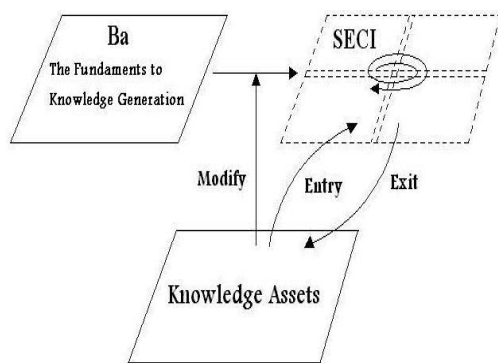 Ba
The Fundaments to
Knowledge Generation
SECI
Modify
Entry
Exit
Knowledge Assets